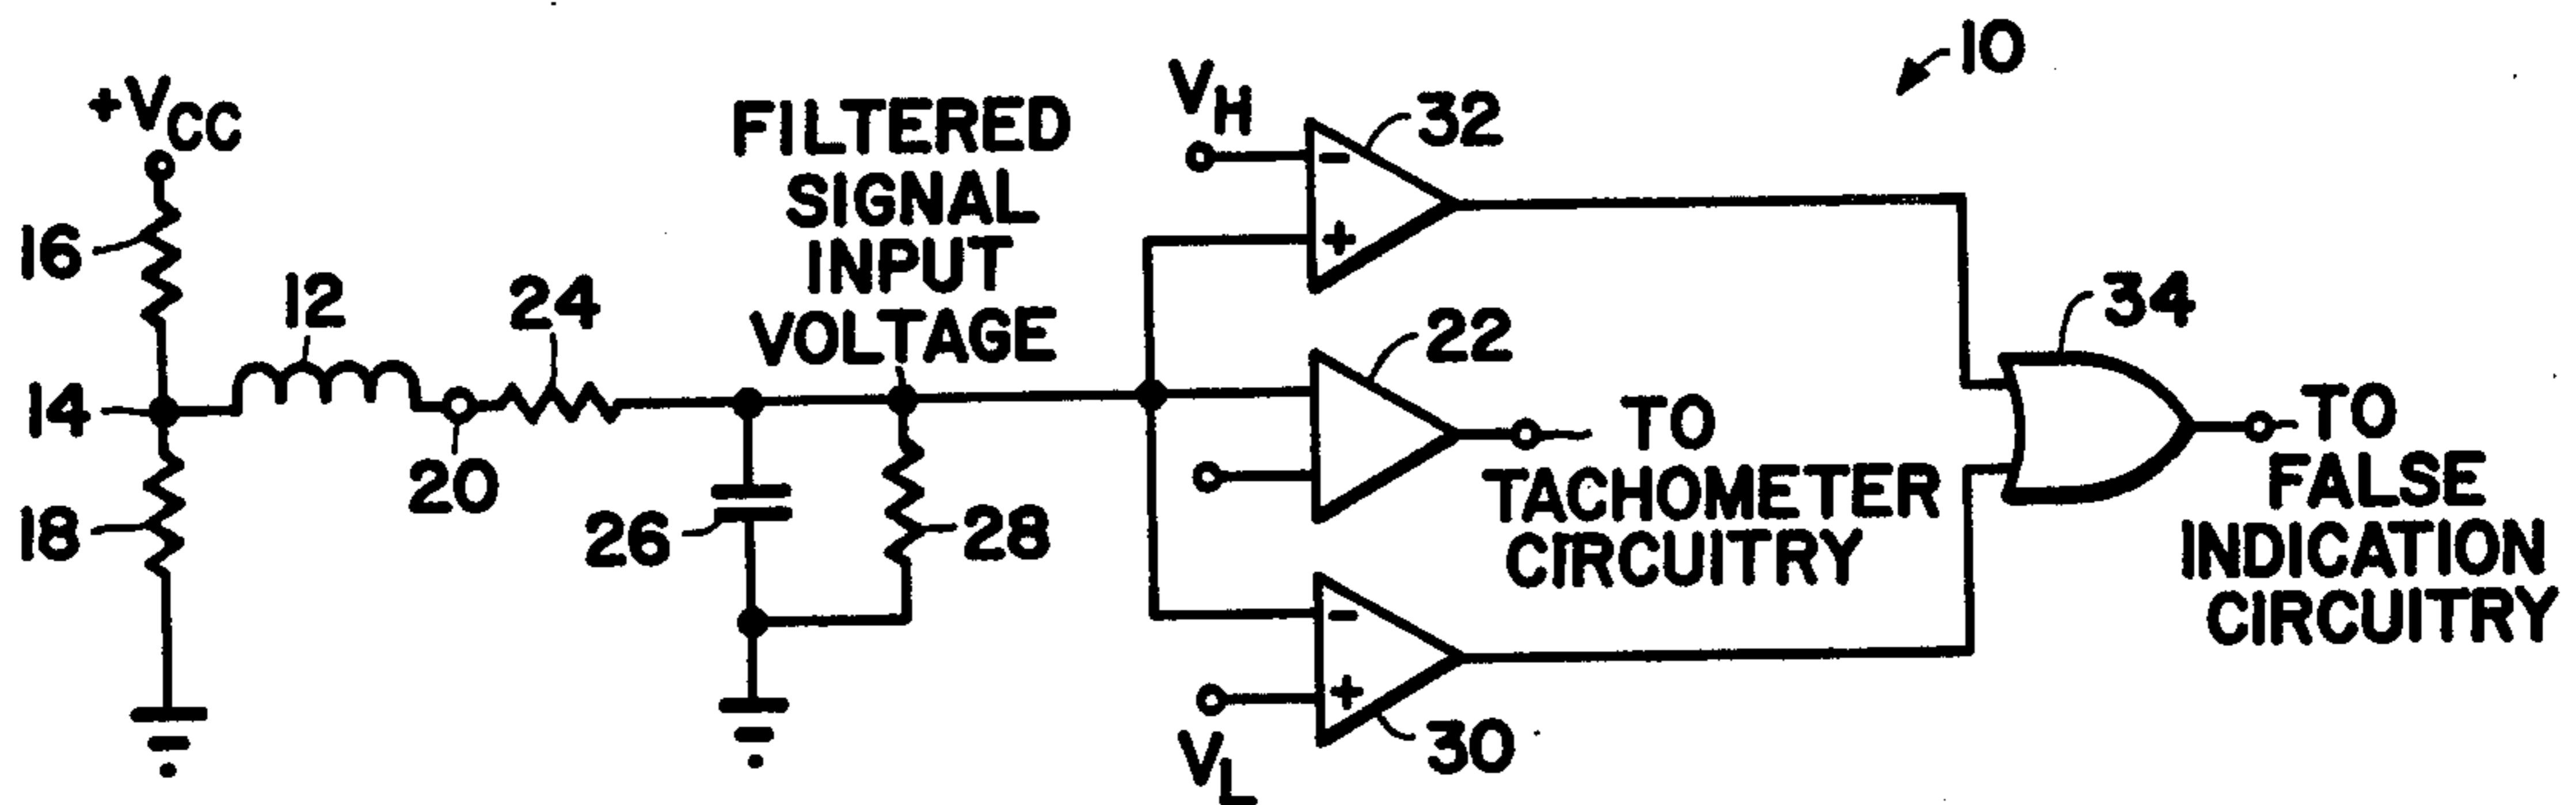 10
+VCC
16
14
18
12
20
24
26
28
FILTERED
SIGNAL
INPUT
VOLTAGE
VH
-
+
32
22
TO
TACHOMETER
CIRCUITRY
-
+
VL
30
34
TO
FALSE
INDICATION
CIRCUITRY